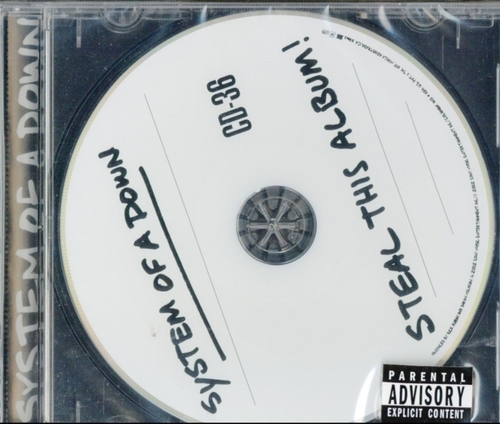 SYSTEM OF A DOWN
SYSTEM OF A DOWN
CD-36
STEAL THIS ALBUM!
PARENTAL
ADVISORY
EXPLICIT CONTENT